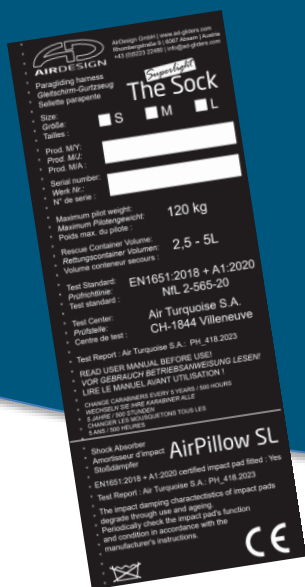 AIRDESIGN
AirDesign GmbH | www.ad-gliders.com
Rhombergstraße 9 | 6067 Absam | Austria
+43 (0)5223 22480 | info@ad-gliders.com
Paragliding harness
Gleitschirm-Gurtzeug
Sellette parapente
Superlight
The Sock
Size:
Größe:
Tailles :
S M L
Prod. M/Y:
Prod. M/J:
Prod. M/A :
Serial number:
Werk Nr.:
N° de serie :
Maximum pilot weight:
Maximum Pilotengewicht:
Poids max. du pilote :
120 kg
Rescue Container Volume:
Rettungscontainer Volumen:
Volume conteneur secours :
2,5 - 5L
Test Standard:
Prüfrichtlinie:
Test standard :
EN1651:2018 + A1:2020
NfL 2-565-20
Test Center:
Prüfstelle:
Centre de test :
Air Turquoise S.A.
CH-1844 Villeneuve
Test Report : Air Turquoise S.A.: PH_418.2023
READ USER MANUAL BEFORE USE!
VOR GEBRAUCH BETRIEBSANWEISUNG LESEN!
LIRE LE MANUEL AVANT UTILISATION !
CHANGE CARABINERS EVERY 5 YEARS / 500 HOURS
WECHSELN SIE IHRE KARABINER ALLE
5 JAHRE / 500 STUNDEN
CHANGER LES MOUSQUETONS TOUS LES
5 ANS / 500 HEURES
Shock Absorber
Amortisseur d'impact
Stoßdämpfer
AirPillow SL
EN1651:2018 + A1:2020 certified impact pad fitted : Yes
Test Report : Air Turquoise S.A.: PH_418.2023
The impact damping charactistics of impact pads
degrade through use and ageing.
Periodically check the impact pad's function
and condition in accordance with the
manufacturer's instructions.
CE